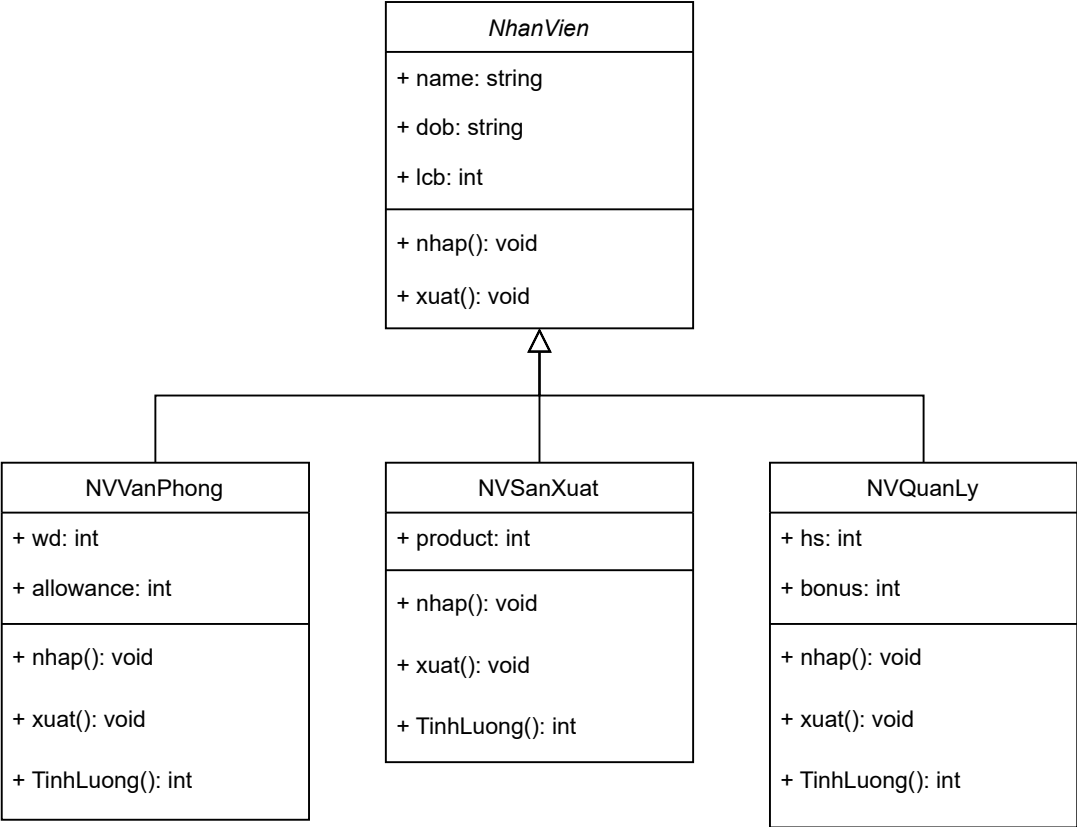 NhanVien
+ name: string
+ dob: string
+ lcb: int
+ nhap(): void
+ xuat(): void
NVVanPhong
+ wd: int
+ allowance: int
+ nhap(): void
+ xuat(): void
+ TinhLuong(): int
NVSanXuat
+ product: int
+ nhap(): void
+ xuat(): void
+ TinhLuong(): int
NVQuanLy
+ hs: int
+ bonus: int
+ nhap(): void
+ xuat(): void
+ TinhLuong(): int